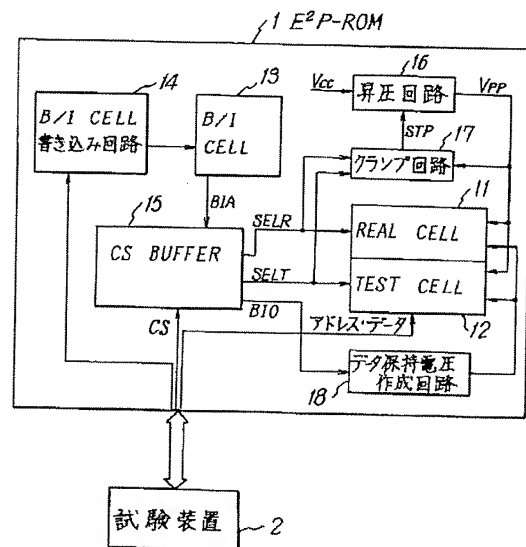 1 E²P-ROM
14
B/I CELL
書き込み回路
13
B/I
CELL
Vcc
16
昇圧回路
VPP
STP
17
クランプ回路
BIA
15
CS BUFFER
SELR
11
REAL CELL
SELT
TEST CELL
BIO
CS
アドレス・データ
12
データ保持電圧
作成回路
18
試験装置
2